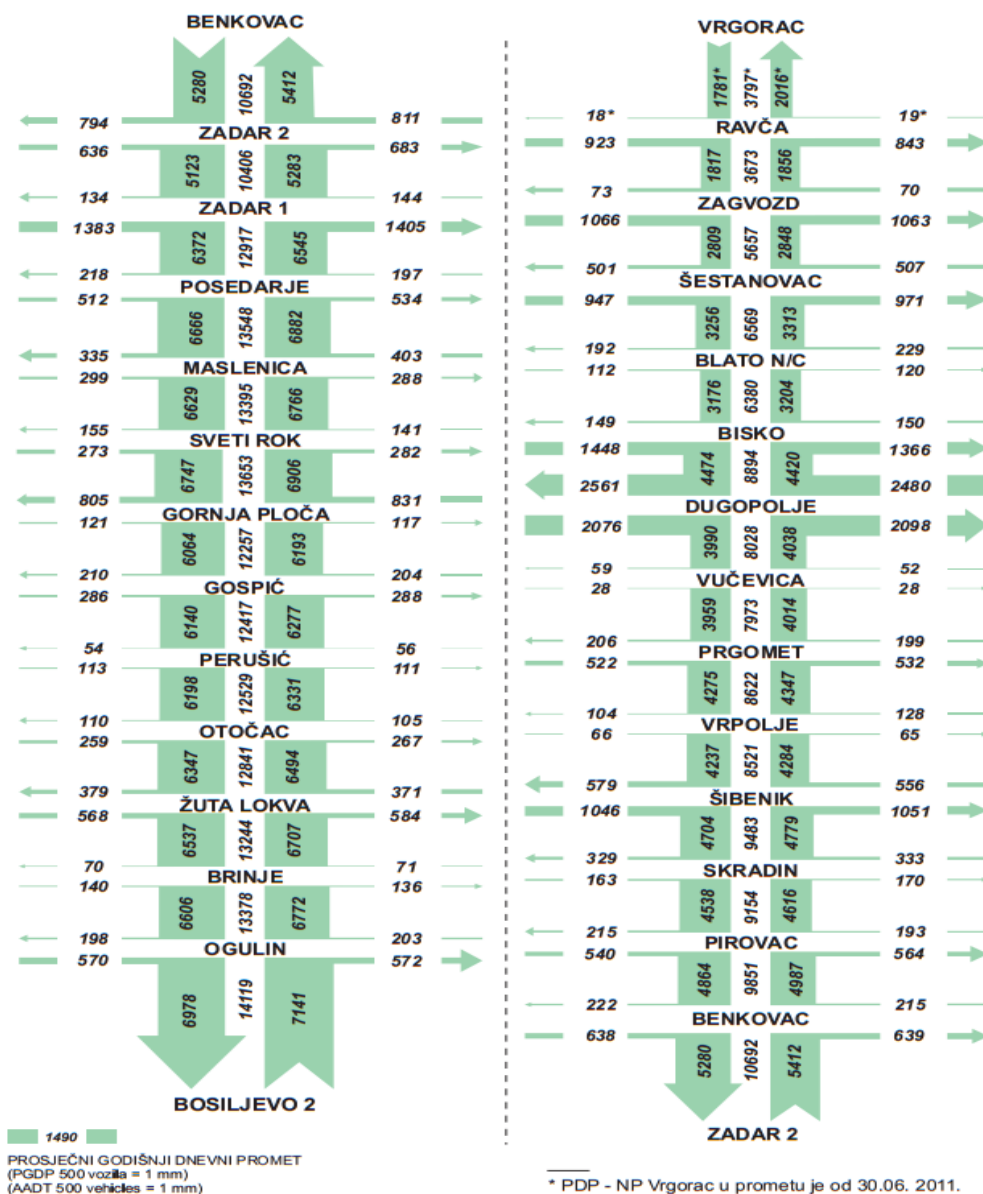 BENKOVAC
5280 10692 5412
794 811
ZADAR 2
636 683
5123 10406 5283
134 144
ZADAR 1
1383 1405
6372 12917 6545
218 197
POSEDARJE
512 534
6666 13548 6882
335 403
MASLENICA
299 288
6629 13395 6766
155 141
SVETI ROK
273 282
6747 13653 6906
805 831
GORNJA PLOČA
121 117
6064 12257 6193
210 204
GOSPIĆ
286 288
6140 12417 6277
54 56
PERUŠIĆ
113 111
6198 12529 6331
110 105
OTOČAC
259 267
6347 12841 6494
379 371
ŽUTA LOKVA
568 584
6537 13244 6707
70 71
BRINJE
140 136
6606 13378 6772
198 203
OGULIN
570 572
6978 14119 7141
BOSILJEVO 2
1490
PROSJEČNI GODIŠNJI DNEVNI PROMET
(PGDP 500 vozila = 1 mm)
(AADT 500 vehicles = 1 mm)
VRGORAC
1781* 3797* 2016*
18* 19*
RAVČA
923 843
1817 3673 1856
73 70
ZAGVOZD
1066 1063
2809 5657 2848
501 507
ŠESTANOVAC
947 971
3256 6569 3313
192 229
BLATO N/C
112 120
3176 6380 3204
149 150
BISKO
1448 1366
4474 8894 4420
2561 2480
DUGOPOLJE
2076 2098
3990 8028 4038
59 52
VUČEVICA
28 28
3959 7973 4014
206 199
PRGOMET
522 532
4275 8622 4347
104 128
VRPOLJE
66 65
4237 8521 4284
579 556
ŠIBENIK
1046 1051
4704 9483 4779
329 333
SKRADIN
163 170
4538 9154 4616
215 193
PIROVAC
540 564
4864 9851 4987
222 215
BENKOVAC
638 639
5280 10692 5412
ZADAR 2
* PDP - NP Vrgorac u prometu je od 30.06. 2011.